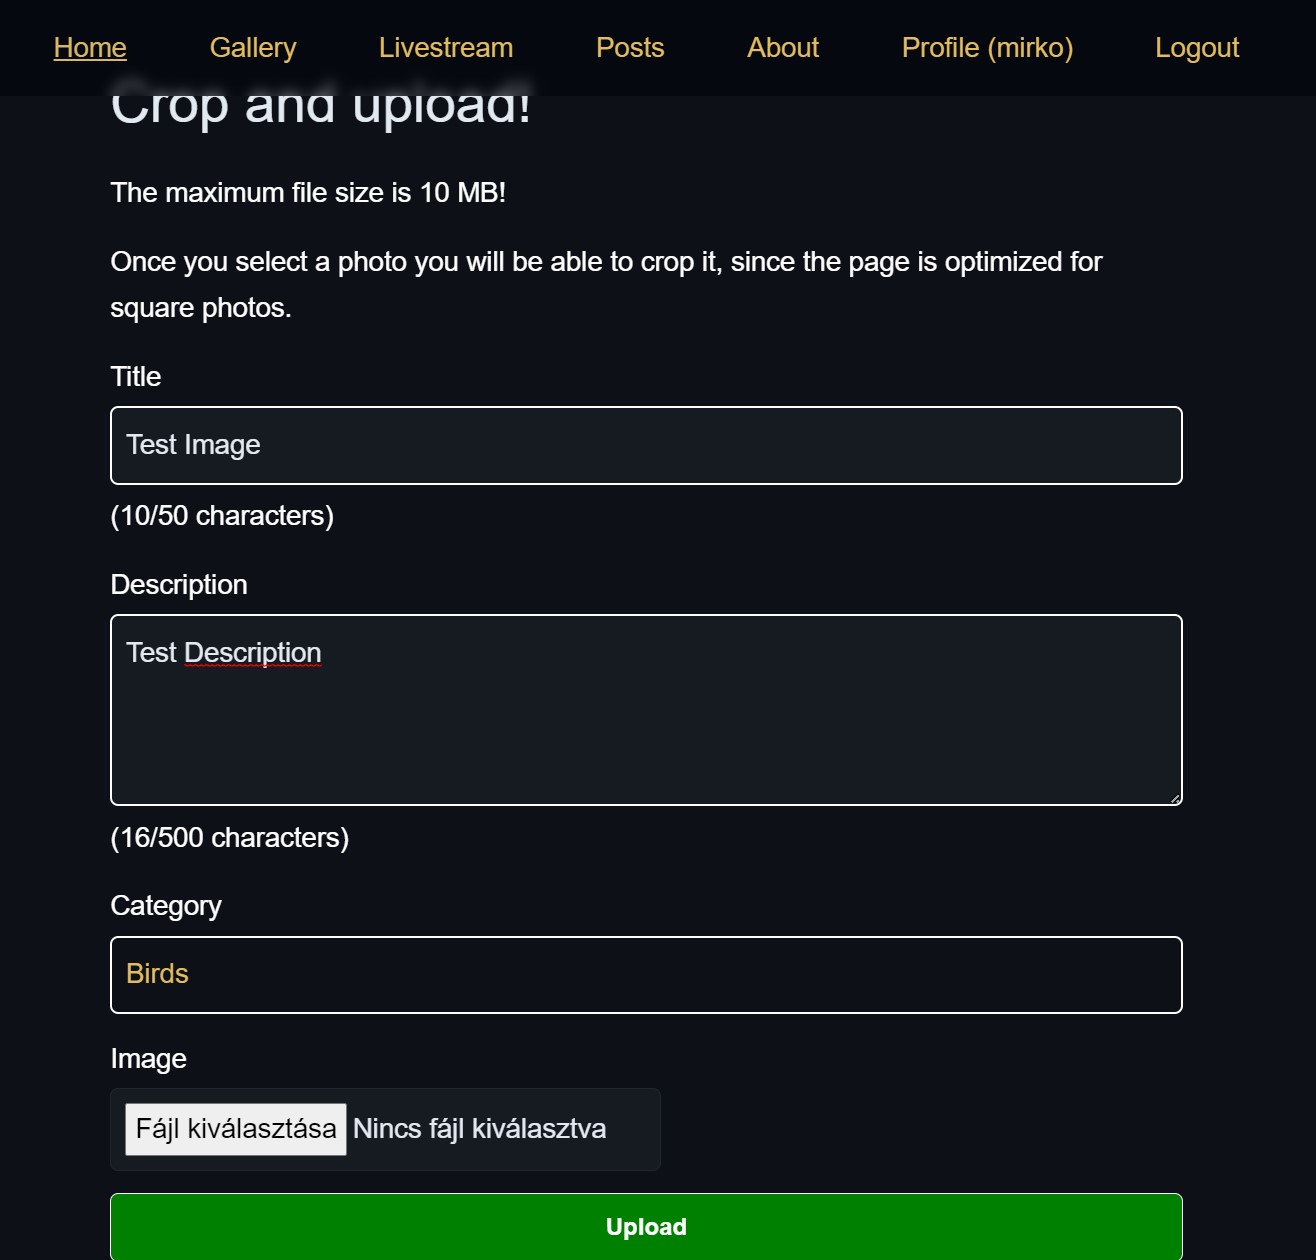 Home Gallery Livestream Posts About Profile (mirko) Logout
Crop and upload!
The maximum file size is 10 MB!
Once you select a photo you will be able to crop it, since the page is optimized for
square photos.
Title
Test Image
(10/50 characters)
Description
Test Description
(16/500 characters)
Category
Birds
Image
Fájl kiválasztása Nincs fájl kiválasztva
Upload